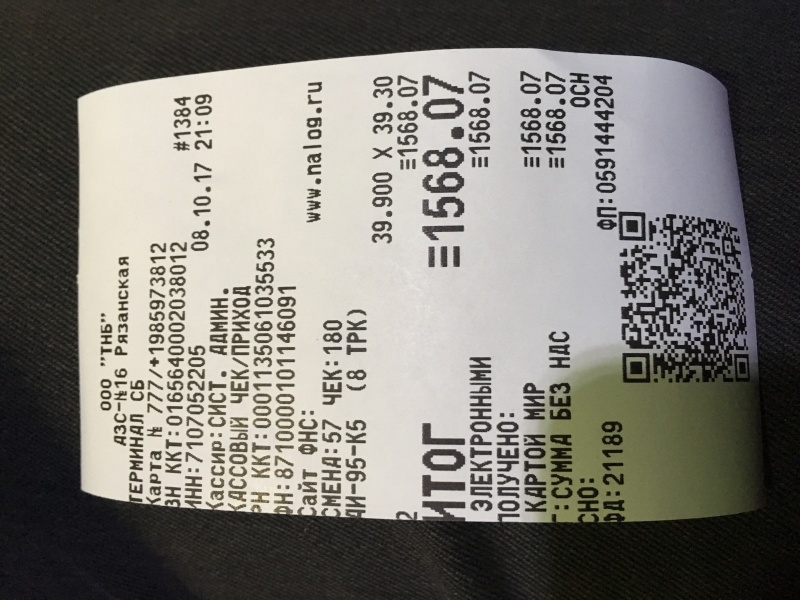 ООО "ТНБ"
АЗС-№16 Рязанская
ТЕРМИНАЛ СБ #1384
Карта № 777/+1985973812
ЗН ККТ:0165640002038012
ИНН:7107052205 08.10.17 21:09
Кассир:СИСТ. АДМИН.
КАССОВЫЙ ЧЕК/ПРИХОД
РН ККТ:0001135061035533
ФН:8710000101146091
Сайт ФНС: www.nalog.ru
СМЕНА:57 ЧЕК:180
АИ-95-К5 (8 ТРК)
39.900 X 39.30
2 ≡1568.07
ИТОГ ≡1568.07
ЭЛЕКТРОННЫМИ ≡1568.07
ПОЛУЧЕНО:
КАРТОЙ МИР ≡1568.07
Г:СУММА БЕЗ НДС ≡1568.07
СНО: ОСН
ФД:21189 ФП:0591444204